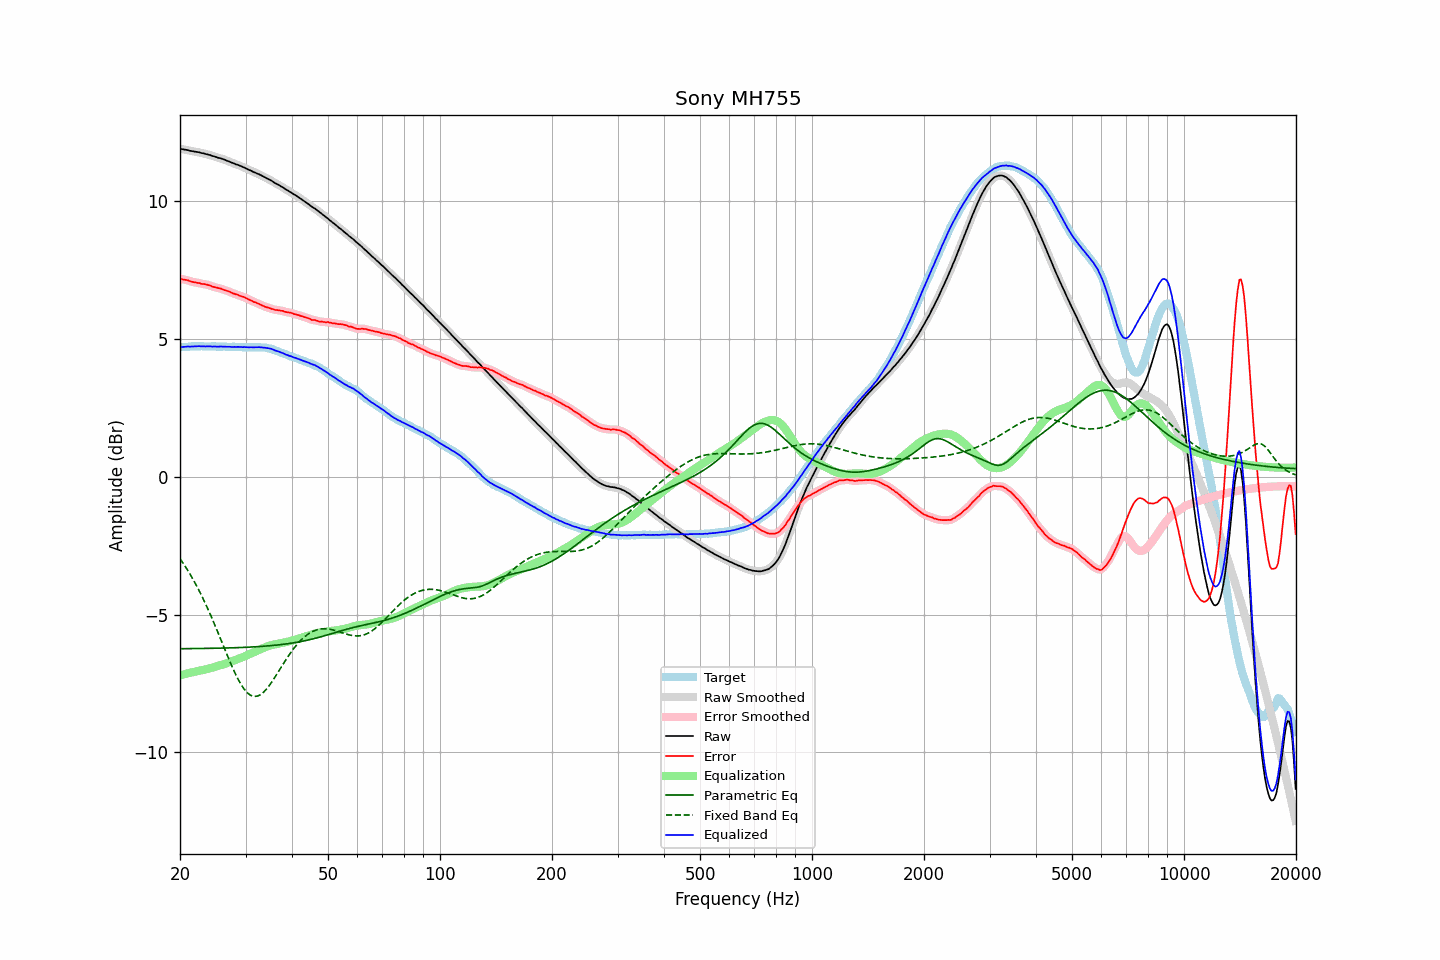 Sony MH755
Amplitude (dBr)
10
5
0
−5
−10
Target
Raw Smoothed
Error Smoothed
Raw
Error
Equalization
Parametric Eq
Fixed Band Eq
Equalized
20 50 100 200 500 1000 2000 5000 10000 20000
Frequency (Hz)